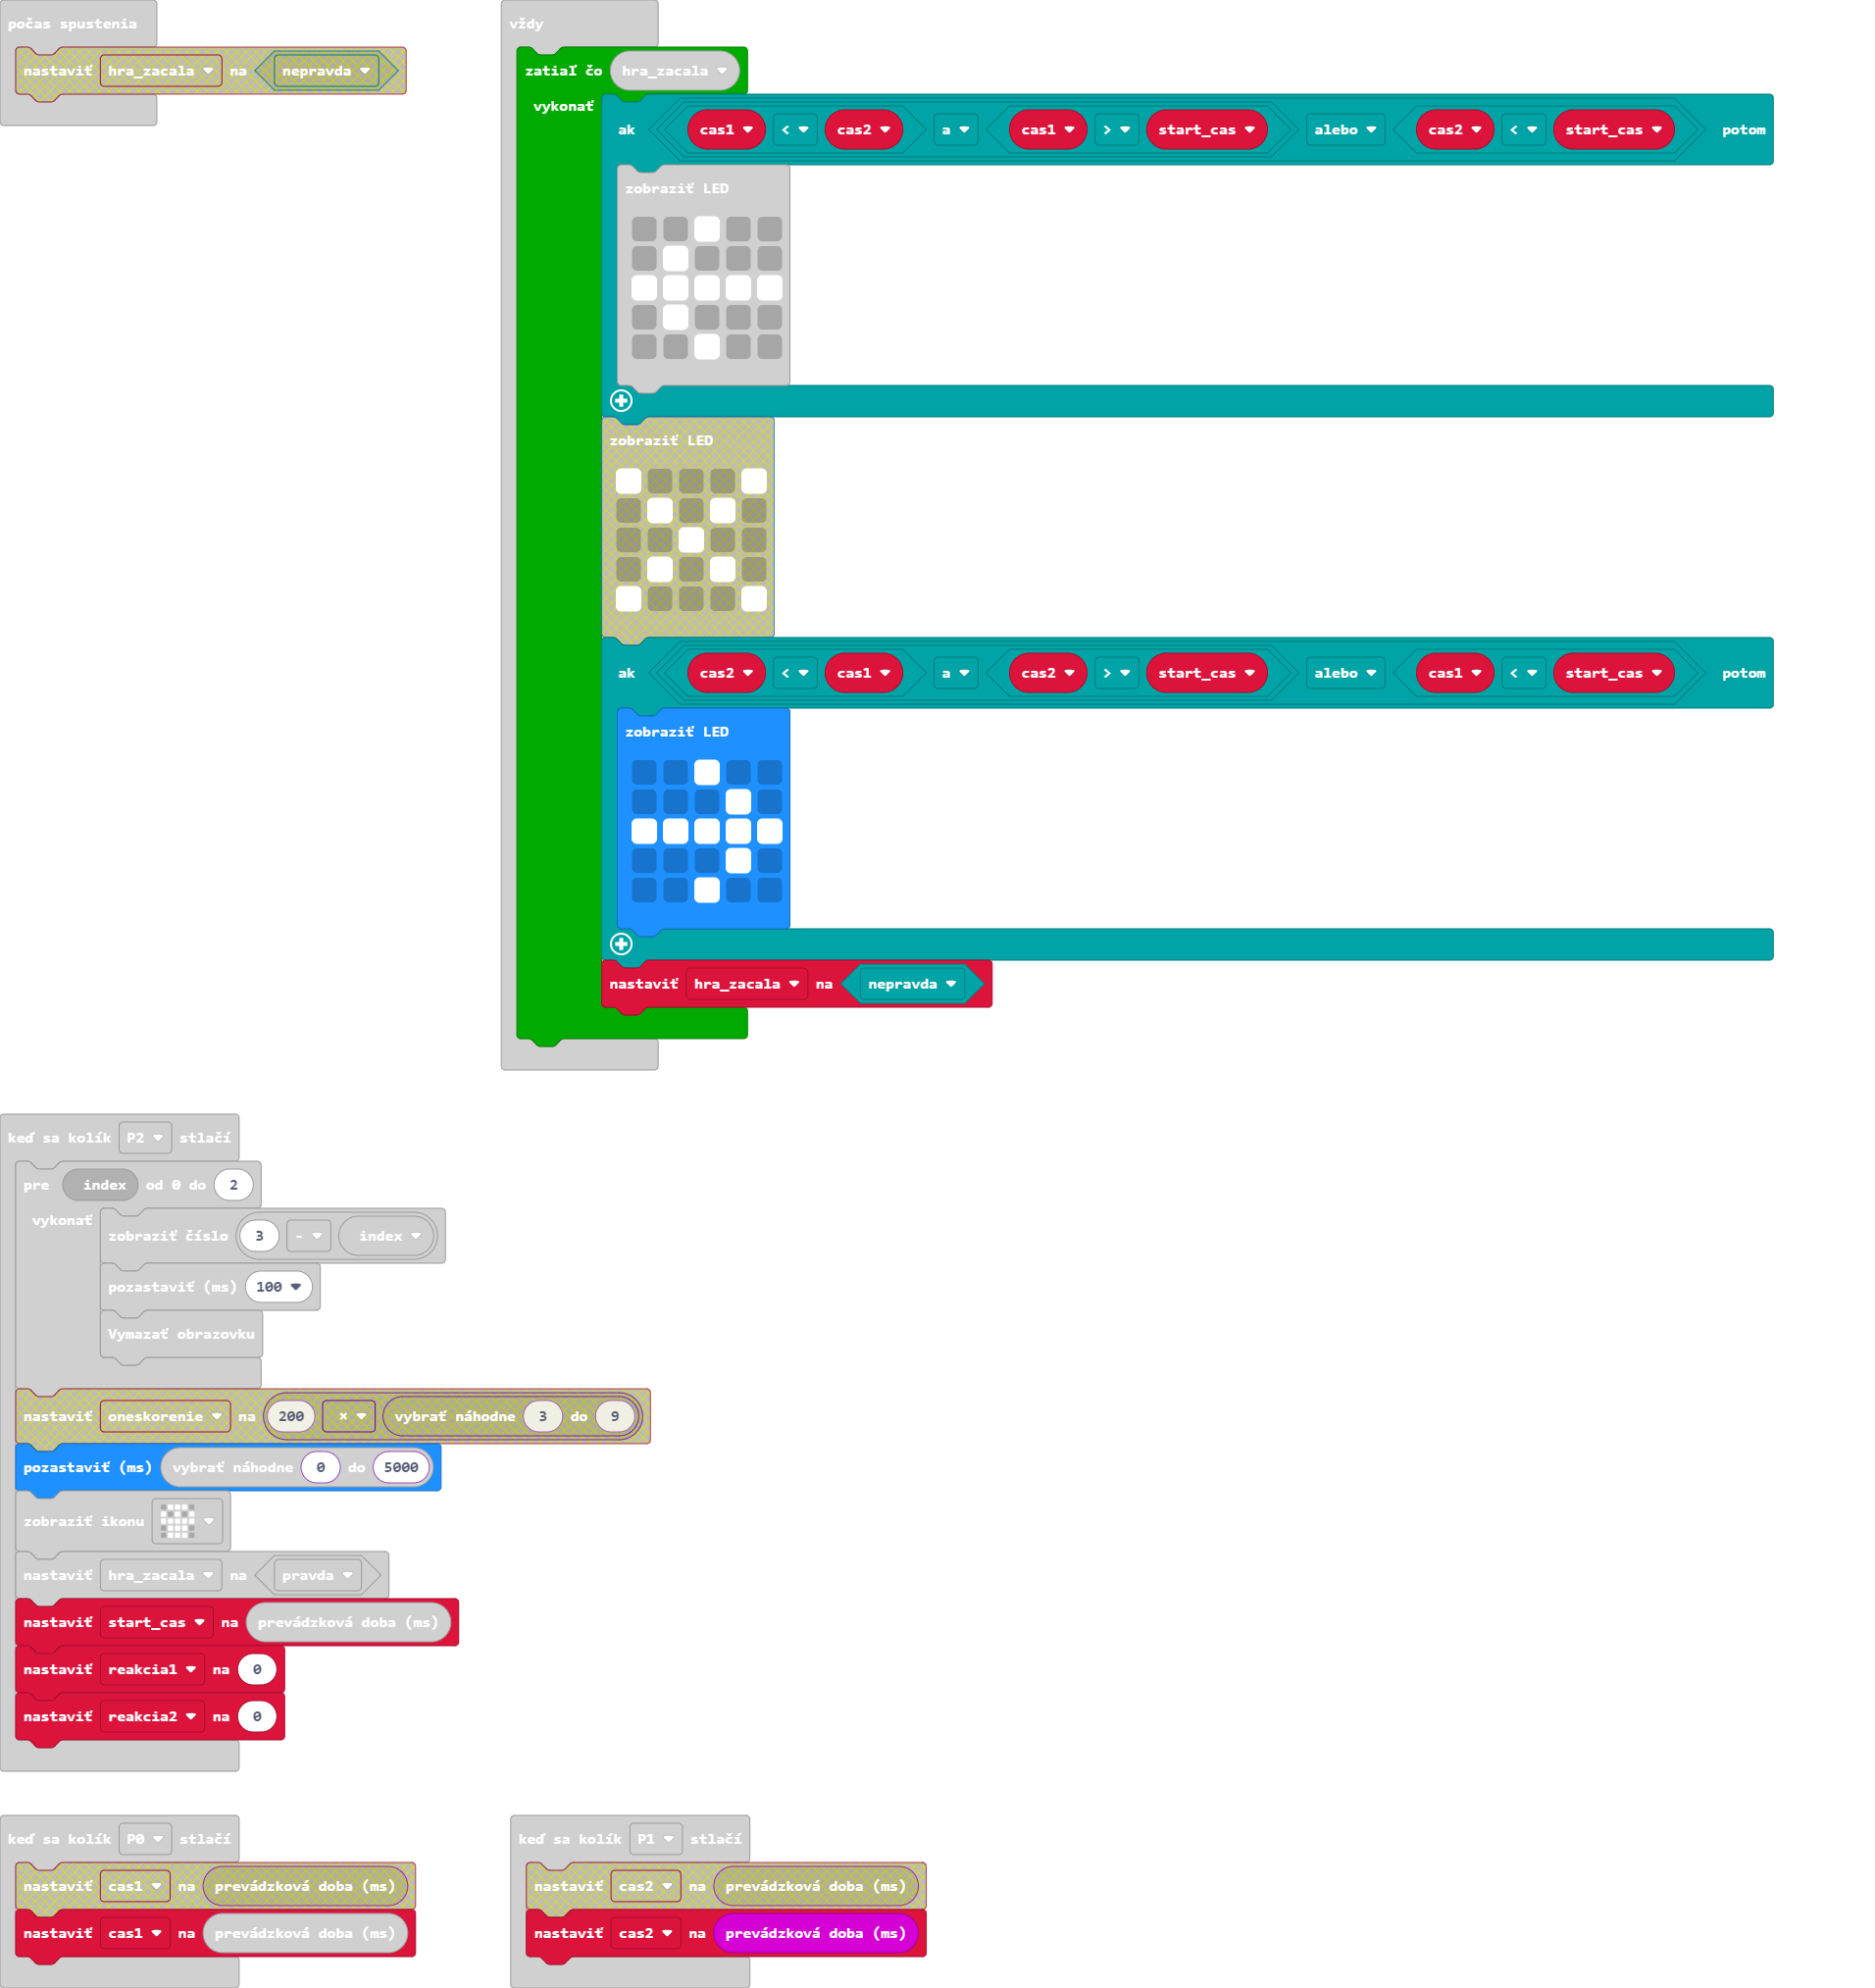 počas spustenia
nastaviť hra_zacala na nepravda
vždy
zatiaľ čo hra_zacala
vykonať
ak cas1 < cas2 a cas1 > start_cas alebo cas2 < start_cas potom
zobraziť LED
zobraziť LED
ak cas2 < cas1 a cas2 > start_cas alebo cas1 < start_cas potom
zobraziť LED
nastaviť hra_zacala na nepravda
keď sa kolík P2 stlačí
pre index od 0 do 2
vykonať
zobraziť číslo 3 - index
pozastaviť (ms) 100
Vymazať obrazovku
nastaviť oneskorenie na 200 × vybrať náhodne 3 do 9
pozastaviť (ms) vybrať náhodne 0 do 5000
zobraziť ikonu
nastaviť hra_zacala na pravda
nastaviť start_cas na prevádzková doba (ms)
nastaviť reakcia1 na 0
nastaviť reakcia2 na 0
keď sa kolík P0 stlačí
nastaviť cas1 na prevádzková doba (ms)
nastaviť cas1 na prevádzková doba (ms)
keď sa kolík P1 stlačí
nastaviť cas2 na prevádzková doba (ms)
nastaviť cas2 na prevádzková doba (ms)